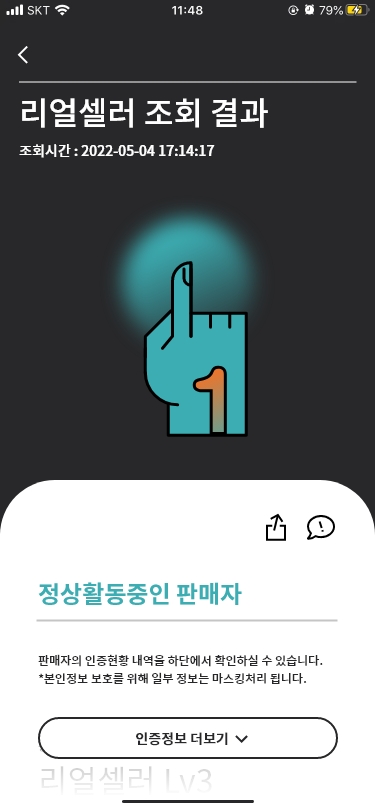 SKT 11:48 79%
리얼셀러 조회 결과
조회시간 : 2022-05-04 17:14:17
1
정상활동중인 판매자
판매자의 인증현황 내역을 하단에서 확인하실 수 있습니다.
*본인정보 보호를 위해 일부 정보는 마스킹처리 됩니다.
인증정보 더보기
리얼셀러 Lv3